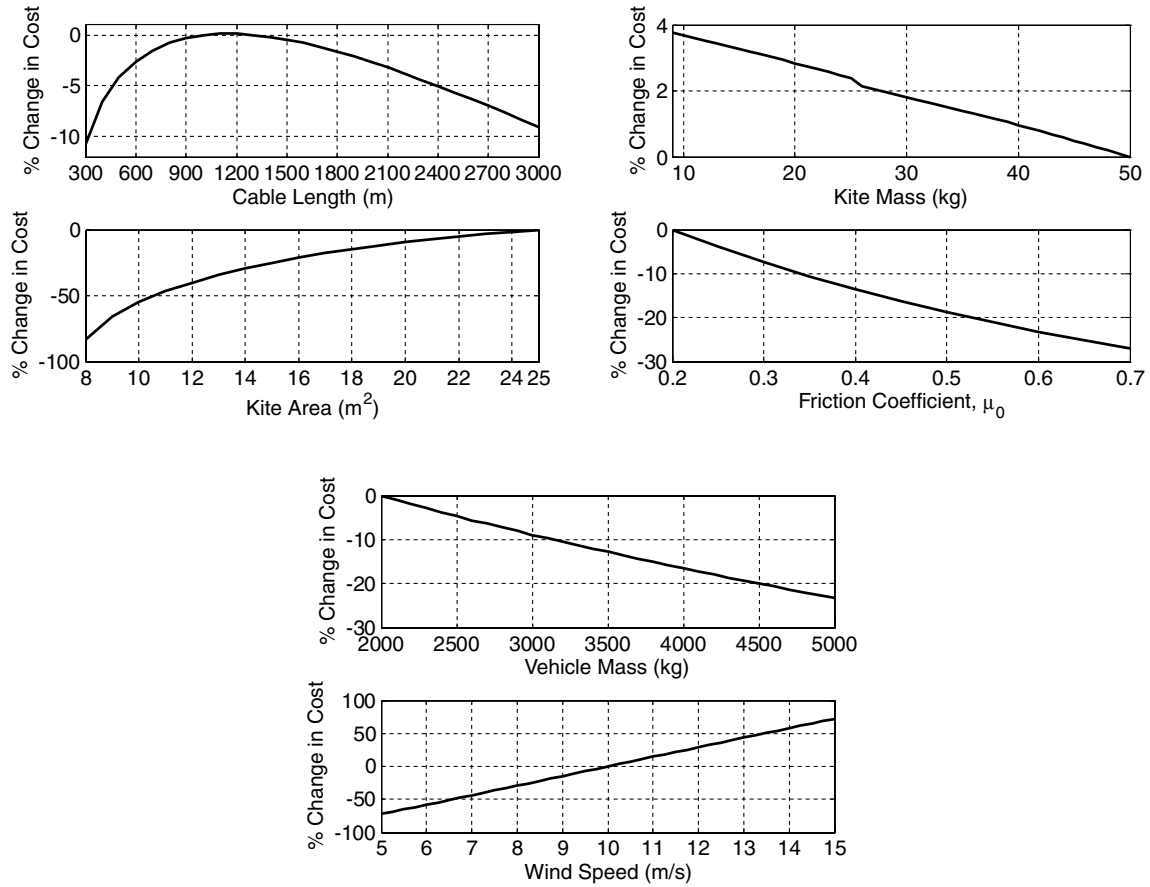 % Change in Cost
0
-5
-10
300 600 900 1200 1500 1800 2100 2400 2700 3000
Cable Length (m)
% Change in Cost
4
2
0
10 20 30 40 50
Kite Mass (kg)
% Change in Cost
0
-50
-100
8 10 12 14 16 18 20 22 24 25
Kite Area (m²)
% Change in Cost
0
-10
-20
-30
0.2 0.3 0.4 0.5 0.6 0.7
Friction Coefficient, μ₀
% Change in Cost
0
-10
-20
-30
2000 2500 3000 3500 4000 4500 5000
Vehicle Mass (kg)
% Change in Cost
100
50
0
-50
-100
5 6 7 8 9 10 11 12 13 14 15
Wind Speed (m/s)